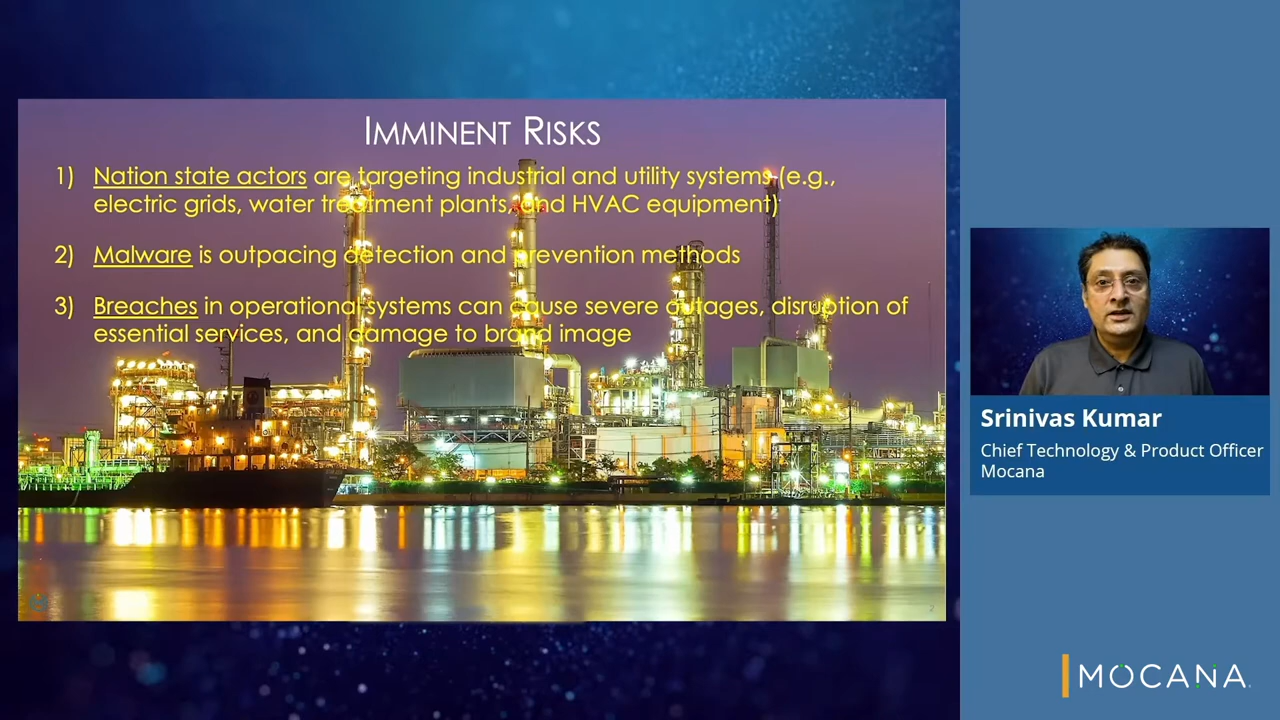 IMMINENT RISKS
1) Nation state actors are targeting industrial and utility systems (e.g.,
electric grids, water treatment plants, and HVAC equipment)
2) Malware is outpacing detection and prevention methods
3) Breaches in operational systems can cause severe outages, disruption of
essential services, and damage to brand image
Srinivas Kumar
Chief Technology & Product Officer
Mocana
MOCANA